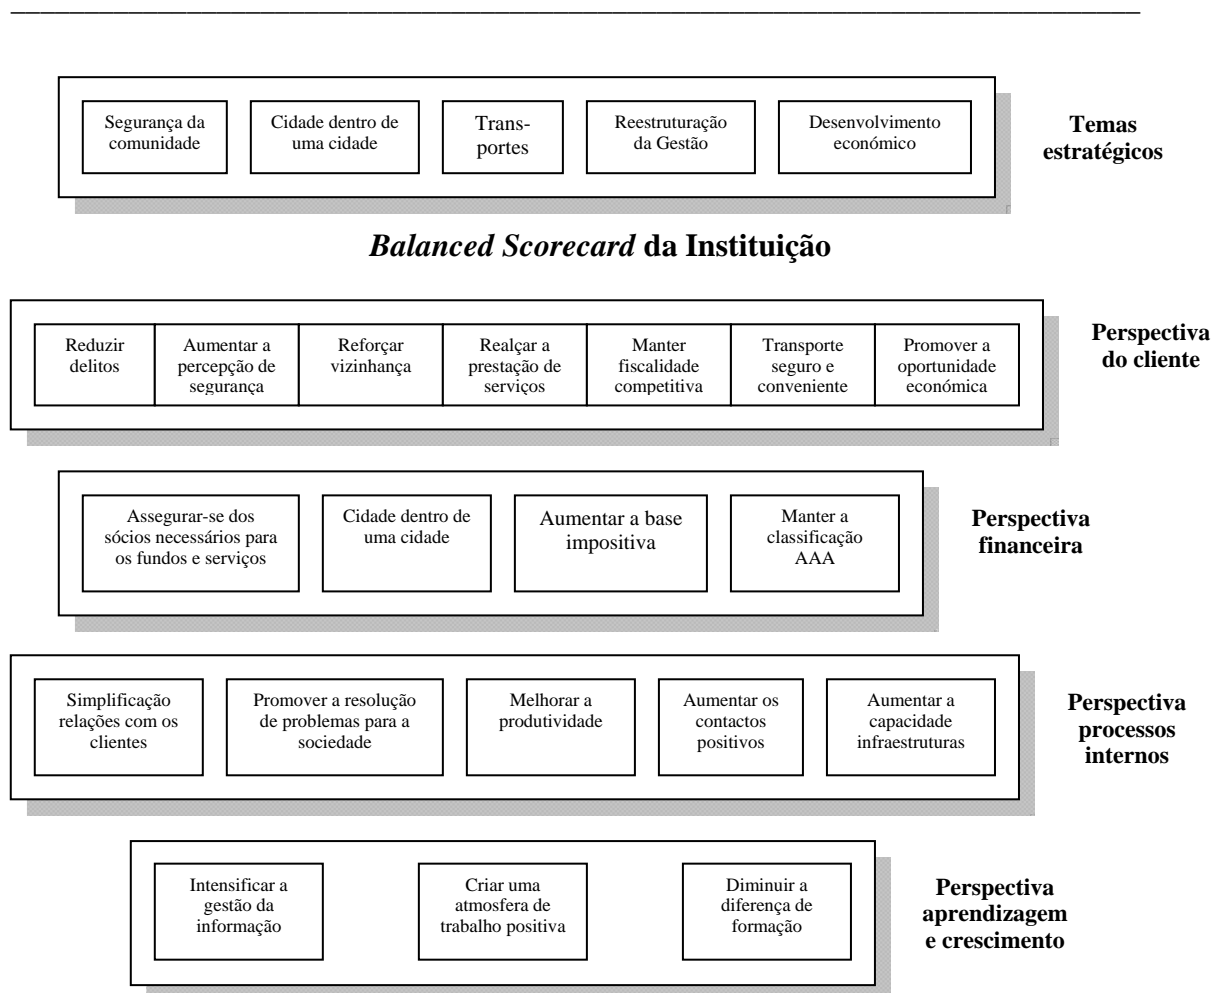 Segurança da
comunidade
Cidade dentro de
uma cidade
Trans-
portes
Reestruturação
da Gestão
Desenvolvimento
económico
Temas
estratégicos
Balanced Scorecard da Instituição
Reduzir
delitos
Aumentar a
percepção de
segurança
Reforçar
vizinhança
Realçar a
prestação de
serviços
Manter
fiscalidade
competitiva
Transporte
seguro e
conveniente
Promover a
oportunidade
económica
Perspectiva
do cliente
Assegurar-se dos
sócios necessários para
os fundos e serviços
Cidade dentro de
uma cidade
Aumentar a base
impositiva
Manter a
classificação
AAA
Perspectiva
financeira
Simplificação
relações com os
clientes
Promover a resolução
de problemas para a
sociedade
Melhorar a
produtividade
Aumentar os
contactos
positivos
Aumentar a
capacidade
infraestruturas
Perspectiva
processos
internos
Intensificar a
gestão da
informação
Criar uma
atmosfera de
trabalho positiva
Diminuir a
diferença de
formação
Perspectiva
aprendizagem
e crescimento